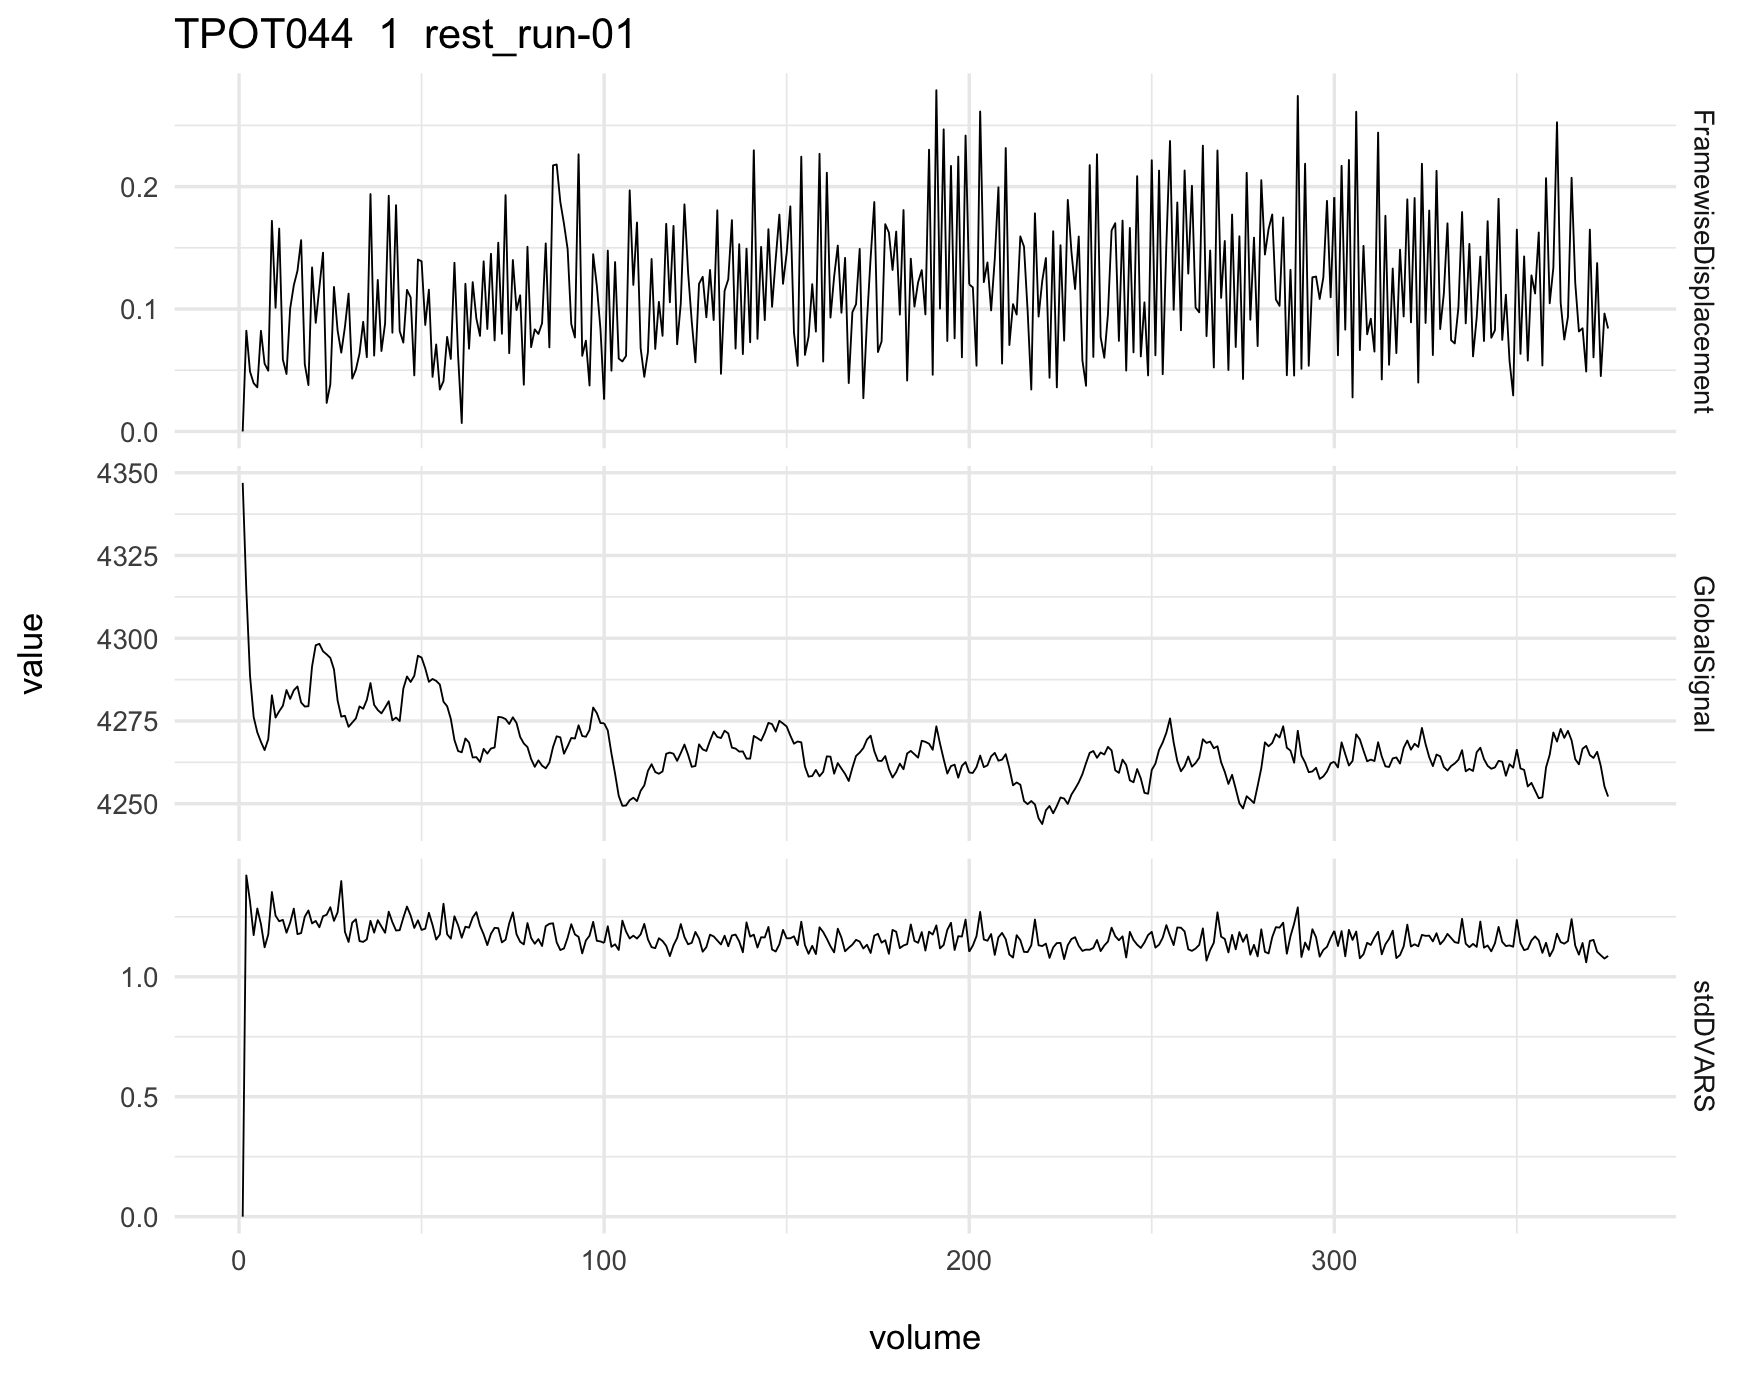 TPOT044 1 rest_run-01
0.2
0.1
0.0
FramewiseDisplacement
4350
4325
4300
4275
4250
GlobalSignal
value
1.0
0.5
0.0
stdDVARS
0 100 200 300
volume